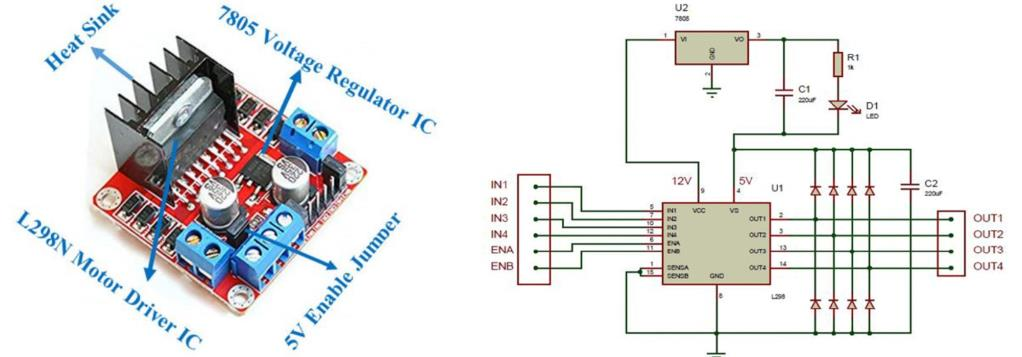 Heat Sink
7805 Voltage Regulator IC
L298N Motor Driver IC
5V Enable Jummer
U2
7805
1
VI
VO
3
GND
2
R1
1k
C1
220uF
D1
LED
12V
5V
9
4
U1
C2
220uF
IN1
IN2
IN3
IN4
ENA
ENB
5
7
10
12
6
11
1
15
IN1
IN2
IN3
IN4
ENA
ENB
SENSA
SENSB
VCC
VS
OUT1
OUT2
OUT3
OUT4
GND
2
3
13
14
8
L298
OUT1
OUT2
OUT3
OUT4